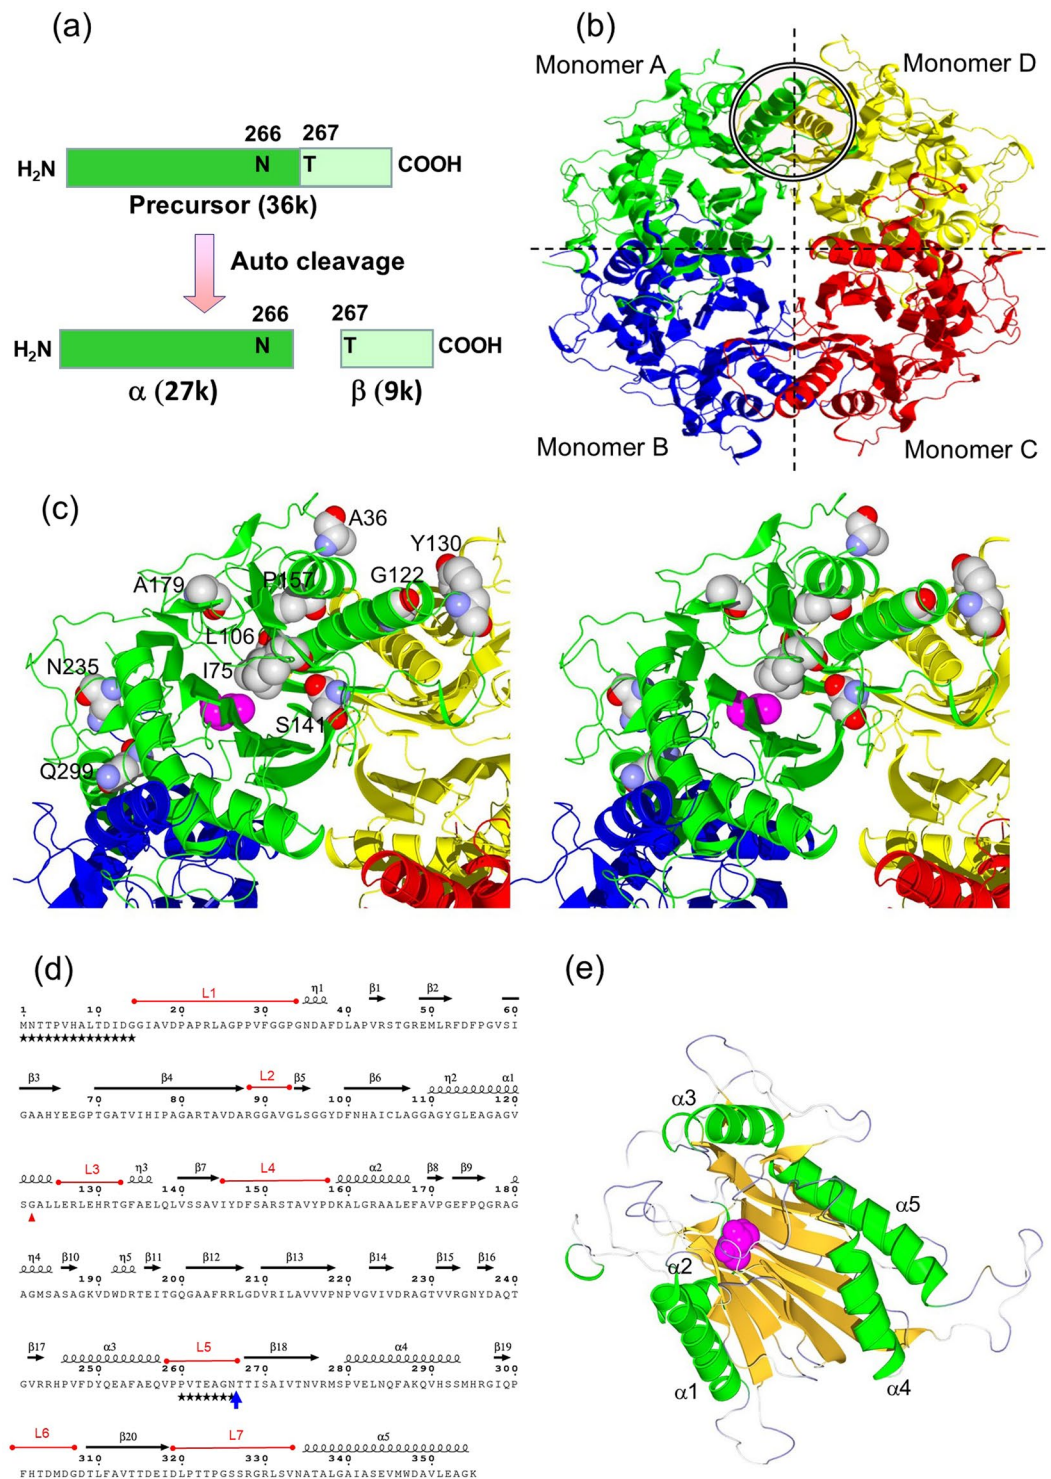 (a)
266 267
H₂N N T COOH
Precursor (36k)
Auto cleavage
266 267
H₂N N T COOH
α (27k) β (9k)
(b)
Monomer A Monomer D
Monomer B Monomer C
(c)
A36
Y130
A179 P157 G122
L106
N235 I75
S141
Q299
(d)
L1 η1 β1 β2
1 10 20 30 40 50 60
MNTTPVHALTDIDGGIAVDPAPRLAGPPVFGGPGNDAFDLAPVRSTGREMLRFDFPGVSI
★★★★★★★★★★★★★★
β3 β4 L2 β5 β6 η2 α1
70 80 90 100 110 120
GAAHYEEGPTGATVIHIPAGARTAVDARGGAVGLSGGYDFNHAICLAGGAGYGLEAGAGV
L3 η3 β7 L4 α2 β8 β9
130 140 150 160 170 180
SGALLERLEHRTGFAELQLVSSAVIYDFSARSTAVYPDKALGRAALEFAVPGEFPQGRAG
η4 β10 η5 β11 β12 β13 β14 β15 β16
190 200 210 220 230 240
AGMSASAGKVDWDRTEITGQGAAFRRLGDVRILAVVVPNPVGVIVDRAGTVVRGNYDAQT
β17 α3 L5 β18 α4 β19
250 260 270 280 290 300
GVRRHPVFDYQEAFAEQVPPVTEAGNTTISAIVTNVRMSPVELNQFAKQVHSSMHRGIQP
★★★★★★★
L6 β20 L7 α5
310 320 330 340 350
FHTDMDGDTLFAVTTDEIDLPTTPGSSRGRLSVNATALGAIASEVMWDAVLEAGK
(e)
α3
α5
α2
α1 α4